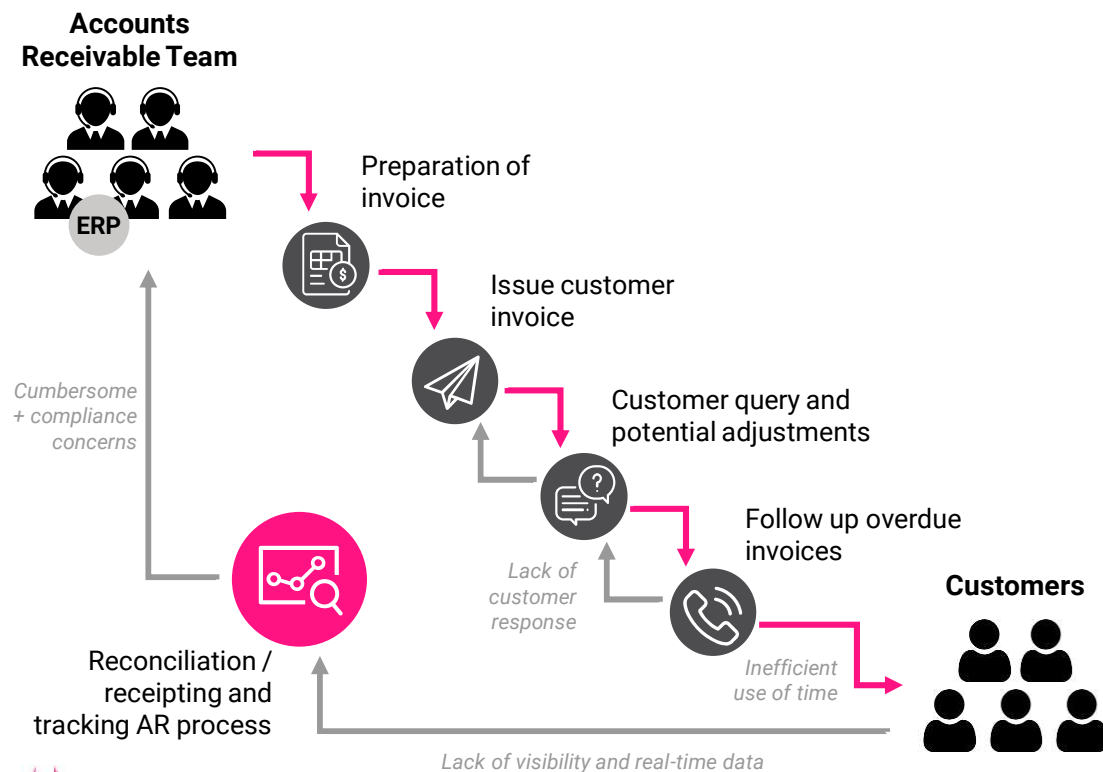 Accounts
Receivable Team
ERP
Preparation of
invoice
$
Issue customer
invoice
Customer query and
potential adjustments
?
Follow up overdue
invoices
Customers
Cumbersome
+ compliance
concerns
Lack of
customer
response
Inefficient
use of time
Reconciliation /
receipting and
tracking AR process
Lack of visibility and real-time data